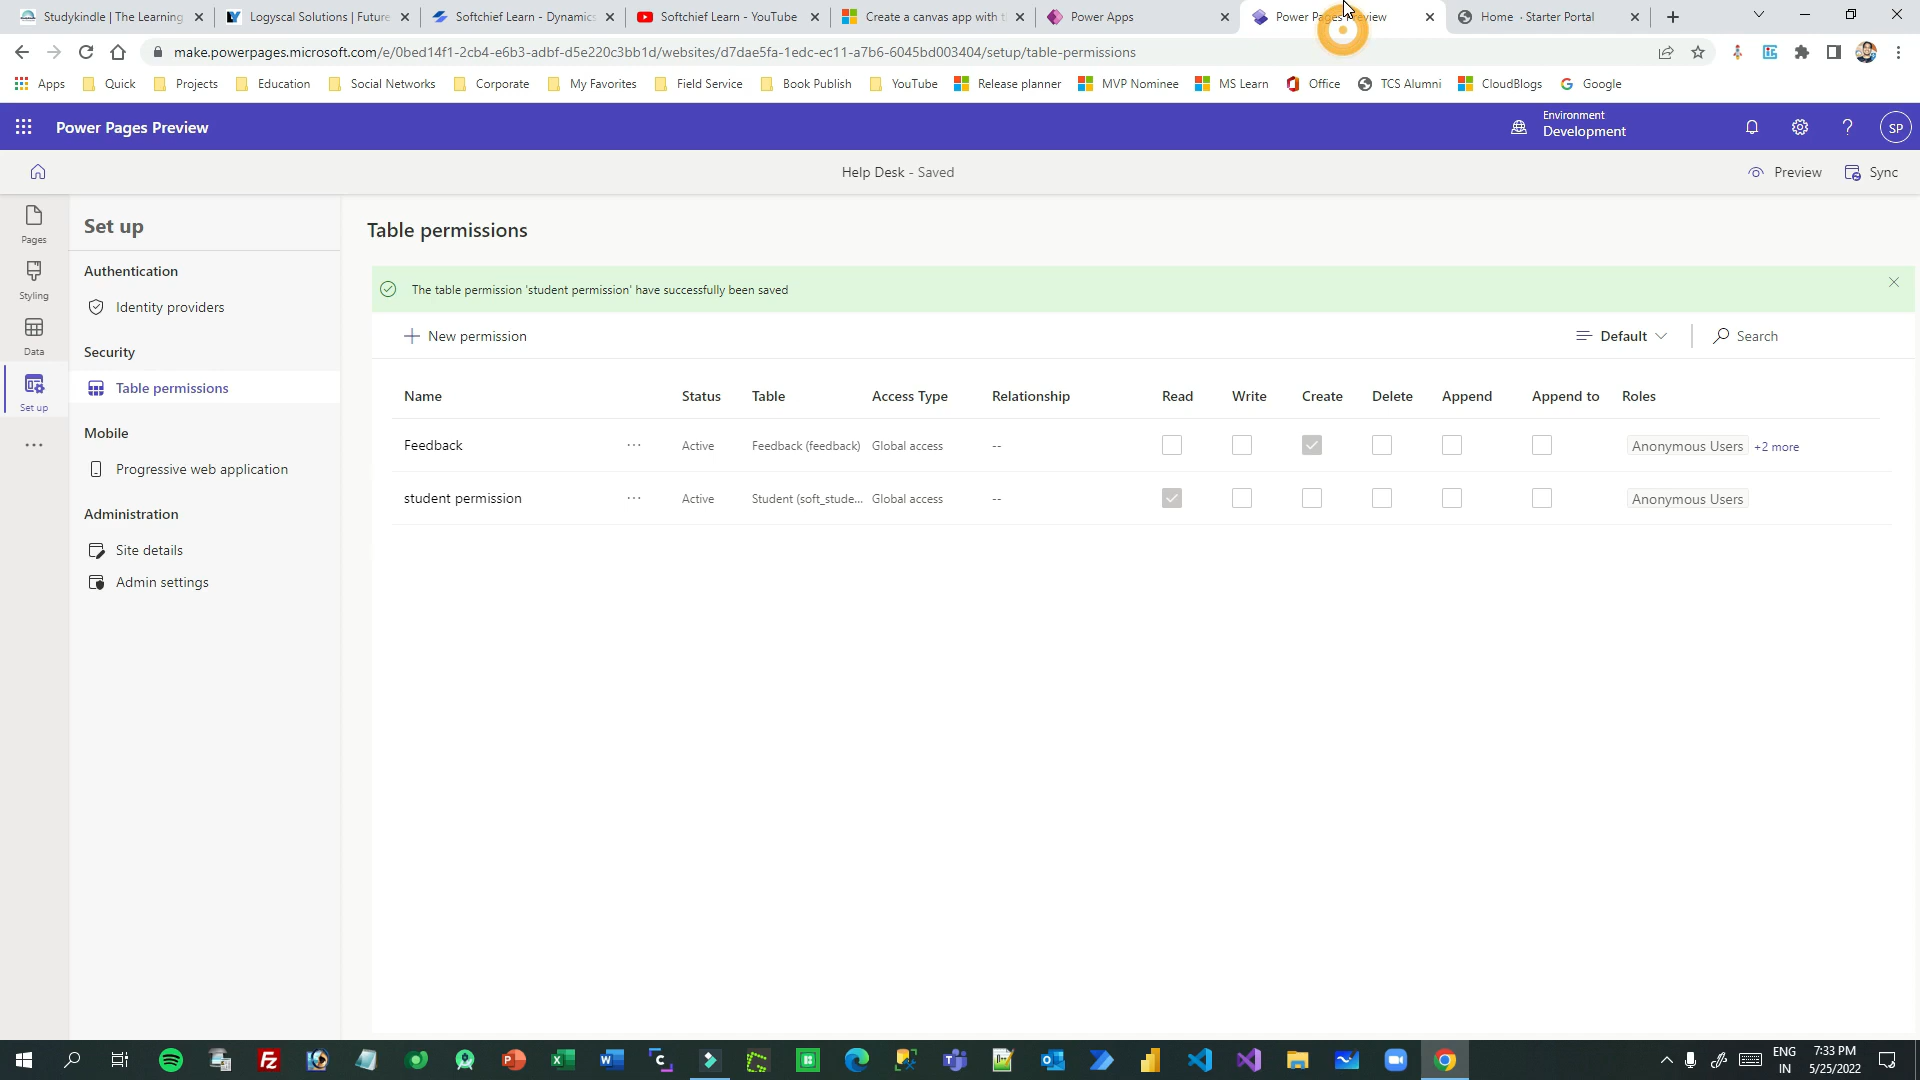 Studykindle | The Learning
Logyscal Solutions | Future
Softchief Learn - Dynamics
Softchief Learn - YouTube
Create a canvas app with t
Power Apps
Power Pages Preview
Home · Starter Portal
make.powerpages.microsoft.com/e/0bed14f1-2cb4-e6b3-adbf-d5e220c3bb1d/websites/d7dae5fa-1edc-ec11-a7b6-6045bd003404/setup/table-permissions
Apps Quick Projects Education Social Networks Corporate My Favorites Field Service Book Publish YouTube Release planner MVP Nominee MS Learn Office TCS Alumni CloudBlogs Google
Power Pages Preview
Environment
Development
SP
Help Desk - Saved
Preview
Sync
Pages
Styling
Data
Set up
Set up
Authentication
Identity providers
Security
Table permissions
Mobile
Progressive web application
Administration
Site details
Admin settings
Table permissions
The table permission 'student permission' have successfully been saved
New permission
Default
Search
Name Status Table Access Type Relationship Read Write Create Delete Append Append to Roles
Feedback ··· Active Feedback (feedback) Global access -- Anonymous Users +2 more
student permission ··· Active Student (soft_stude... Global access -- Anonymous Users
ENG
IN
7:33 PM
5/25/2022